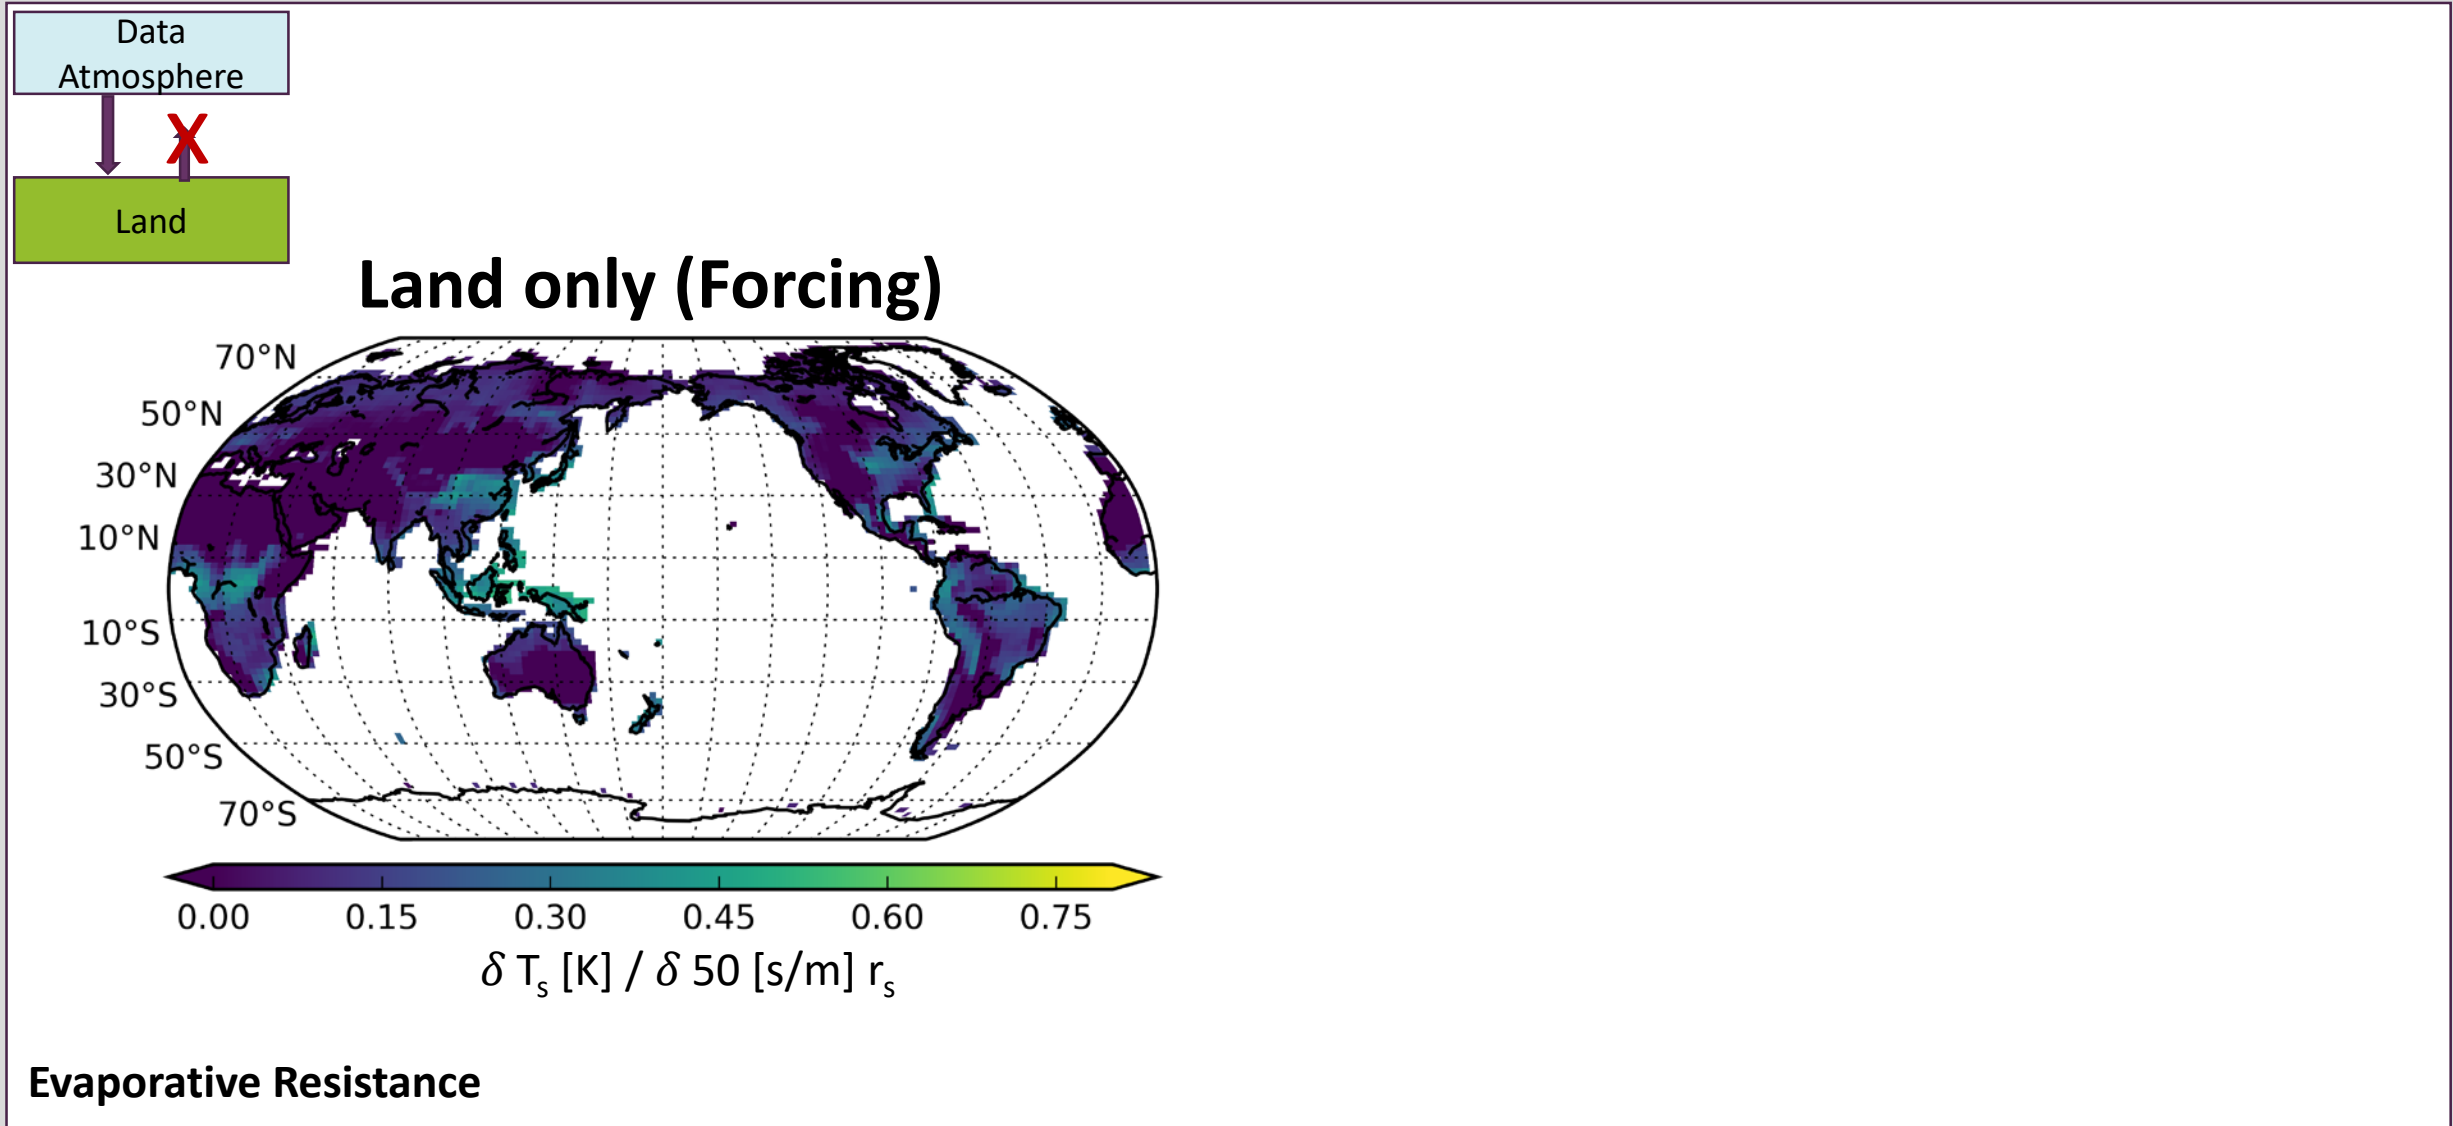 Data
Atmosphere
X
Land
Land only (Forcing)
70°N
50°N
30°N
10°N
10°S
30°S
50°S
70°S
0.00 0.15 0.30 0.45 0.60 0.75
δ Tₛ [K] / δ 50 [s/m] rₛ
Evaporative Resistance